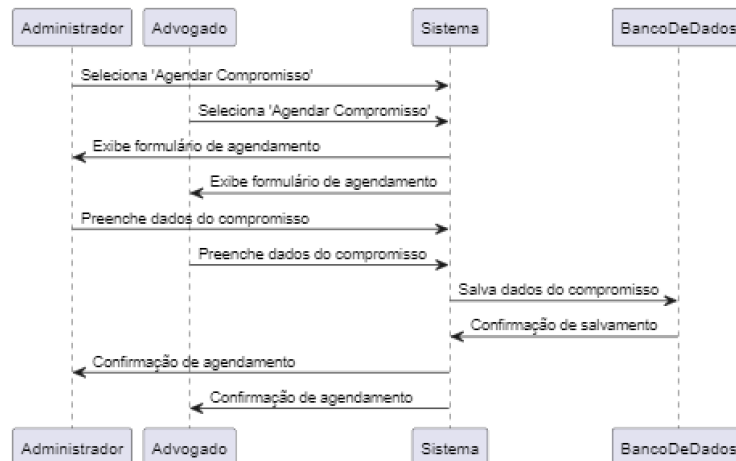 Administrador Advogado Sistema BancoDeDados
Seleciona 'Agendar Compromisso'
Seleciona 'Agendar Compromisso'
Exibe formulário de agendamento
Exibe formulário de agendamento
Preenche dados do compromisso
Preenche dados do compromisso
Salva dados do compromisso
Confirmação de salvamento
Confirmação de agendamento
Confirmação de agendamento
Administrador Advogado Sistema BancoDeDados